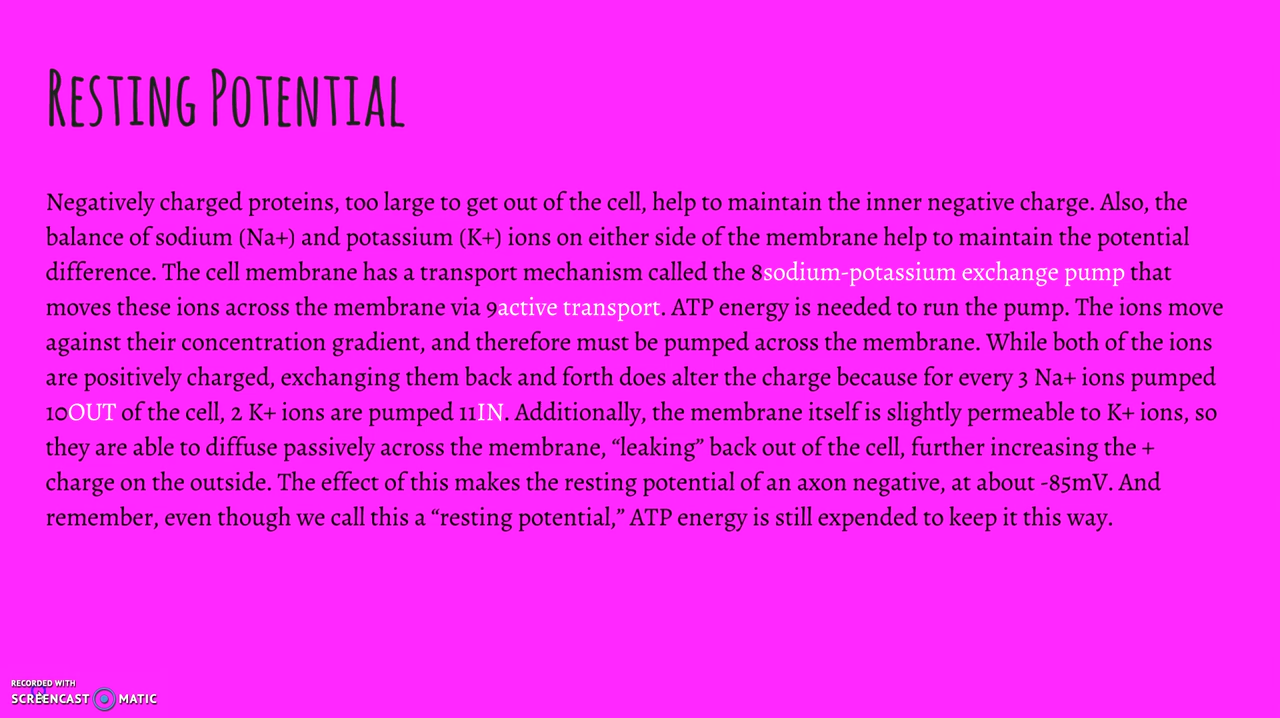 Resting Potential
Negatively charged proteins, too large to get out of the cell, help to maintain the inner negative charge. Also, the
balance of sodium (Na+) and potassium (K+) ions on either side of the membrane help to maintain the potential
difference. The cell membrane has a transport mechanism called the 8sodium-potassium exchange pump that
moves these ions across the membrane via 9active transport. ATP energy is needed to run the pump. The ions move
against their concentration gradient, and therefore must be pumped across the membrane. While both of the ions
are positively charged, exchanging them back and forth does alter the charge because for every 3 Na+ ions pumped
10OUT of the cell, 2 K+ ions are pumped 11IN. Additionally, the membrane itself is slightly permeable to K+ ions, so
they are able to diffuse passively across the membrane, “leaking” back out of the cell, further increasing the +
charge on the outside. The effect of this makes the resting potential of an axon negative, at about -85mV. And
remember, even though we call this a “resting potential,” ATP energy is still expended to keep it this way.
RECORDED WITH
SCREENCAST MATIC